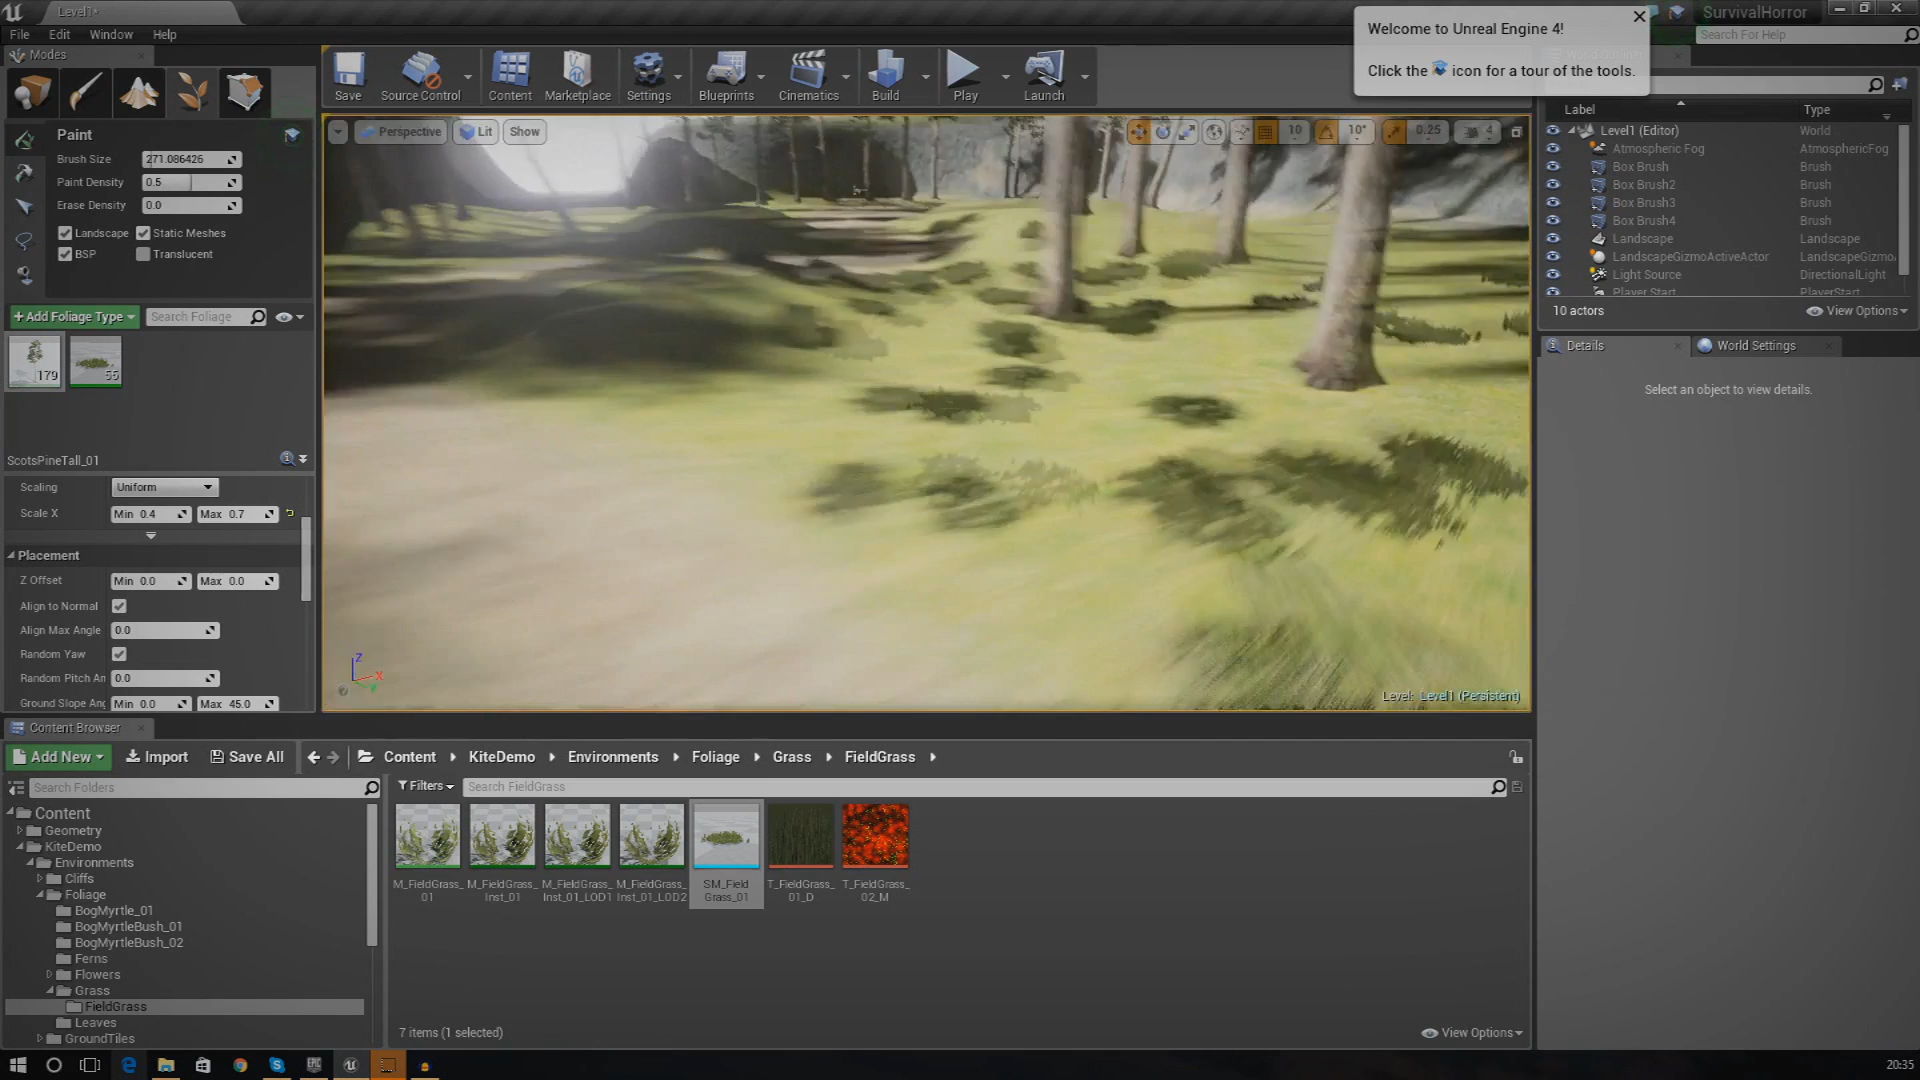 Level1*
SurvivalHorror
File Edit Window Help
Search For Help
Welcome to Unreal Engine 4!
Click the icon for a tour of the tools.
Modes
Save Source Control Content Marketplace Settings Blueprints Cinematics Build Play Launch
Paint
Brush Size 271.086426
Paint Density 0.5
Erase Density 0.0
Landscape Static Meshes
BSP Translucent
+ Add Foliage Type Search Foliage
179 55
ScotsPineTall_01
Scaling Uniform
Scale X Min 0.4 Max 0.7
Placement
Z Offset Min 0.0 Max 0.0
Align to Normal
Align Max Angle 0.0
Random Yaw
Random Pitch An 0.0
Ground Slope Ang Min 0.0 Max 45.0
Perspective Lit Show
10 10° 0.25 4
Z X Y
Level: Level1 (Persistent)
Label Type
Level1 (Editor) World
Atmospheric Fog AtmosphericFog
Box Brush Brush
Box Brush2 Brush
Box Brush3 Brush
Box Brush4 Brush
Landscape Landscape
LandscapeGizmoActiveActor LandscapeGizmo
Light Source DirectionalLight
Player Start PlayerStart
10 actors View Options
Details World Settings
Select an object to view details.
Content Browser
Add New Import Save All Content KiteDemo Environments Foliage Grass FieldGrass
Search Folders
Filters Search FieldGrass
Content
Geometry
KiteDemo
Environments
Cliffs
Foliage
BogMyrtle_01
BogMyrtleBush_01
BogMyrtleBush_02
Ferns
Flowers
Grass
FieldGrass
Leaves
GroundTiles
M_FieldGrass_01
M_FieldGrass_Inst_01
M_FieldGrass_Inst_01_LOD1
M_FieldGrass_Inst_01_LOD2
SM_FieldGrass_01
T_FieldGrass_01_D
T_FieldGrass_02_M
7 items (1 selected) View Options
20:35